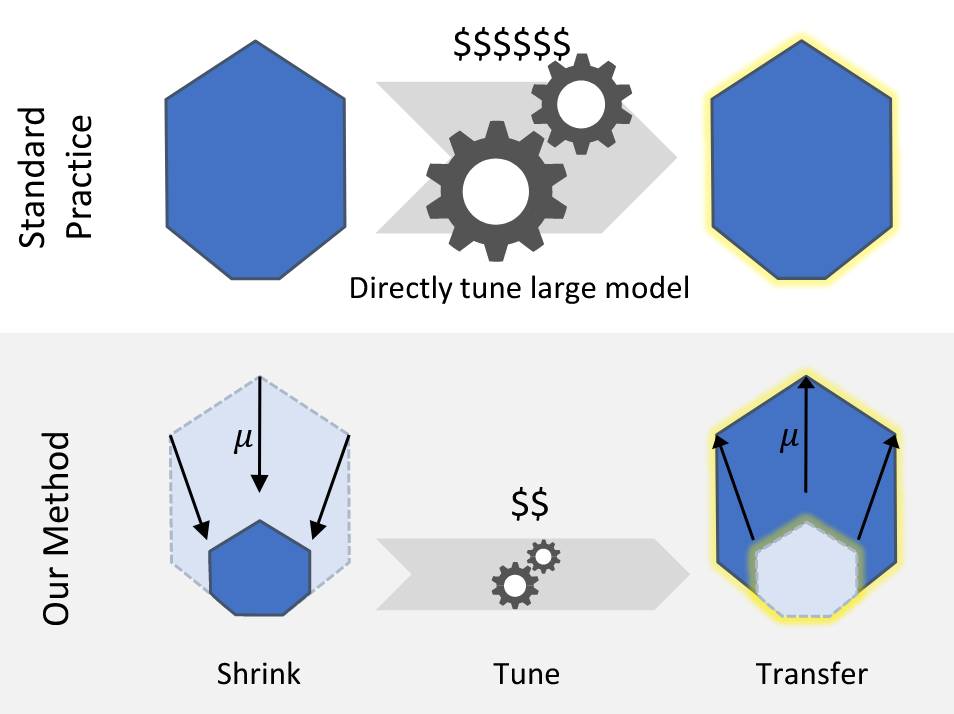 Standard
Practice
$$$$$$
Directly tune large model
Our Method
μ
$$
μ
Shrink
Tune
Transfer